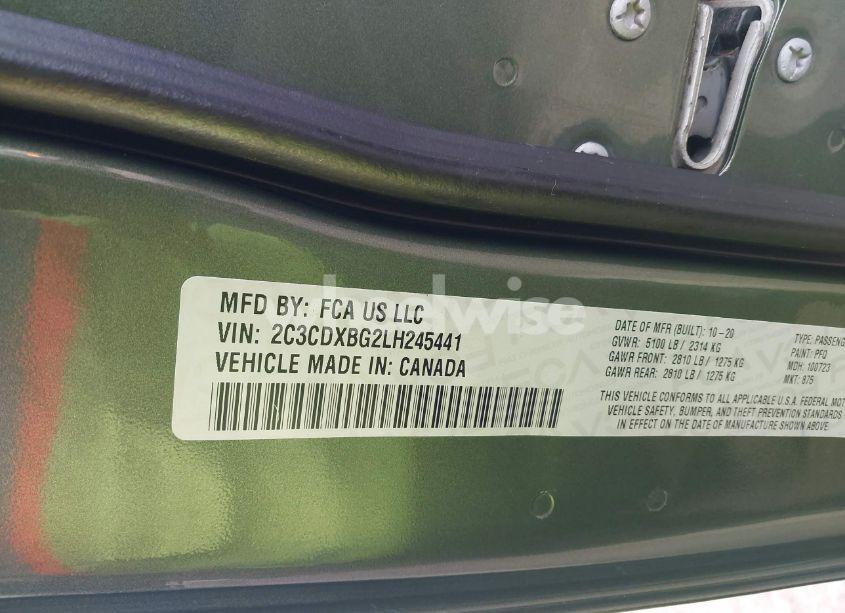 MFD BY: FCA US LLC
VIN: 2C3CDXBG2LH245441
VEHICLE MADE IN: CANADA
DATE OF MFR (BUILT): 10-20
GVWR: 5100 LB / 2314 KG
GAWR FRONT: 2810 LB / 1275 KG
GAWR REAR: 2810 LB / 1275 KG
TYPE: PASSENG
PAINT: PFQ
MDH: 100723
MKT: 875
THIS VEHICLE CONFORMS TO ALL APPLICABLE U.S.A. FEDERAL MOT
VEHICLE SAFETY, BUMPER, AND THEFT PREVENTION STANDARDS
IN EFFECT ON THE DATE OF MANUFACTURE SHOWN ABOVE